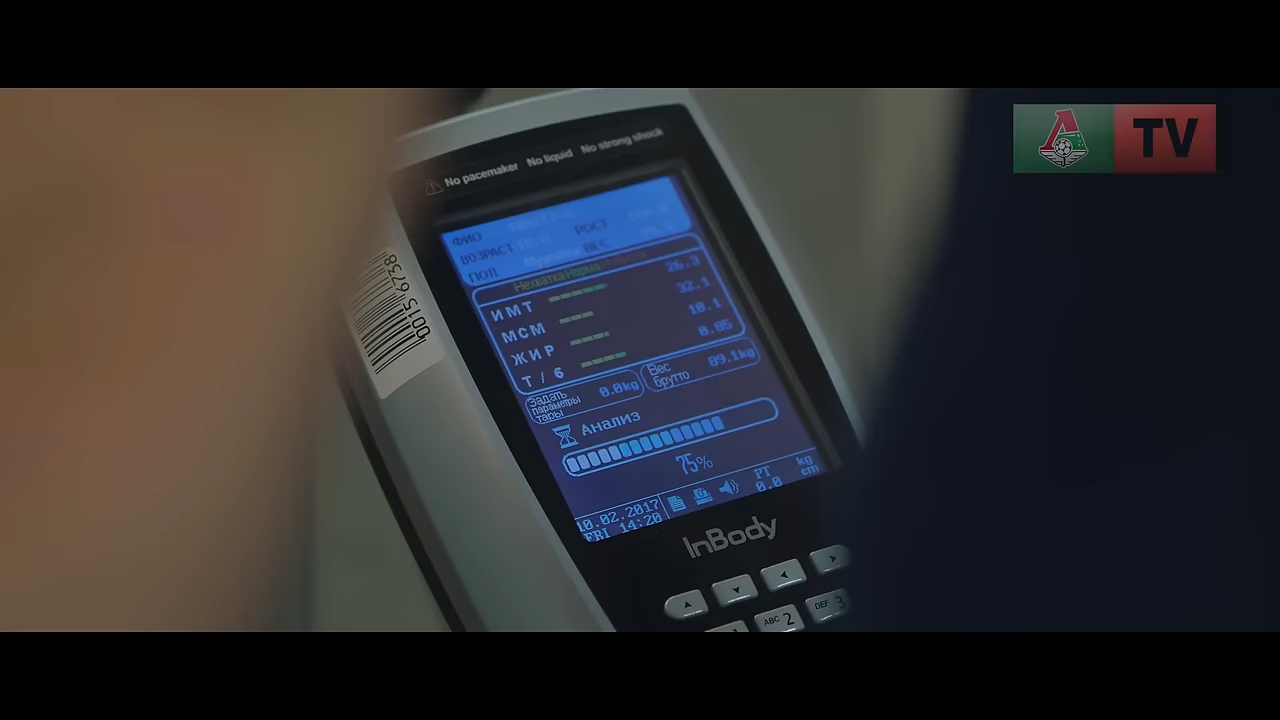 TV
No pacemaker No liquid No strong shock
ФИО РОСТ
ВОЗРАСТ ВЕС
ПОЛ
Нехватка Норма
ИМТ 26.3
МСМ 32.1
ЖИР 10.1
Т / б 0.85
Задать параметры тары 0.0kg
Вес брутто 89.1kg
Анализ
75%
10.02.2017
FRI 14:20
PT
0.0
kg
cm
InBody
0015 6738
ABC 2
DEF 3